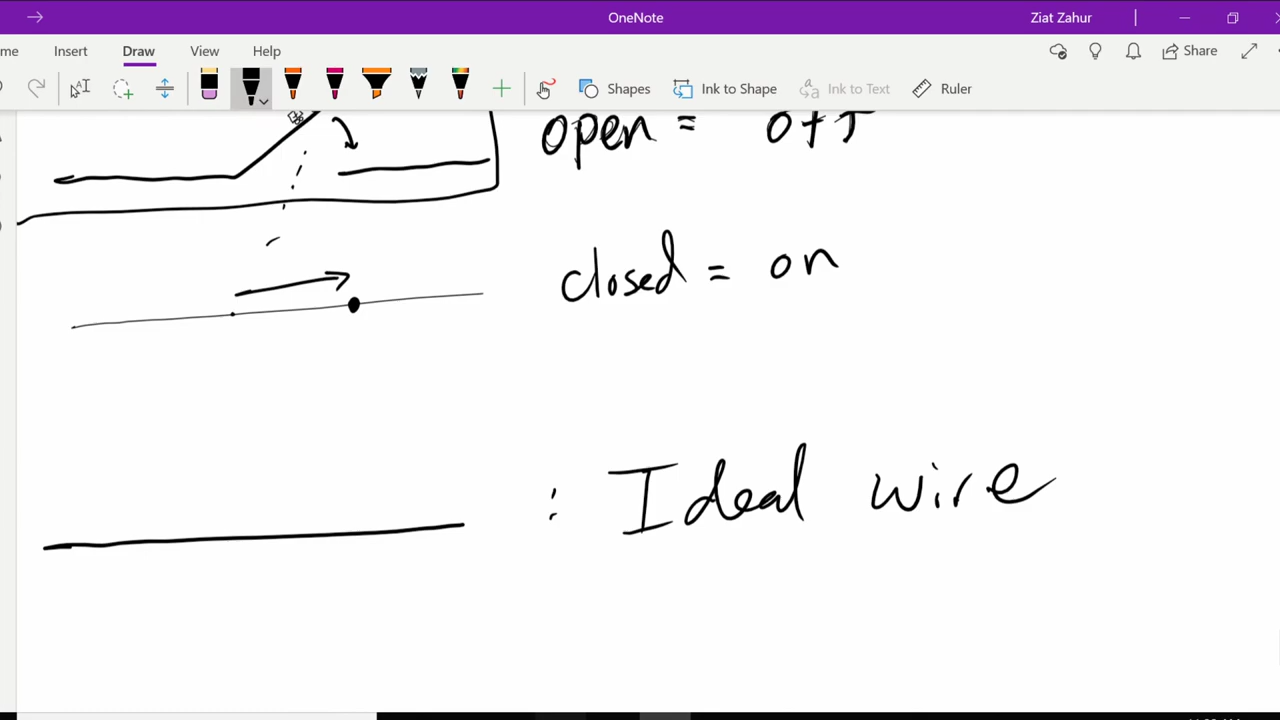 OneNote
Ziat Zahur
Insert Draw View Help
Share
Shapes Ink to Shape Ink to Text Ruler
open = off
closed = on
: Ideal wire